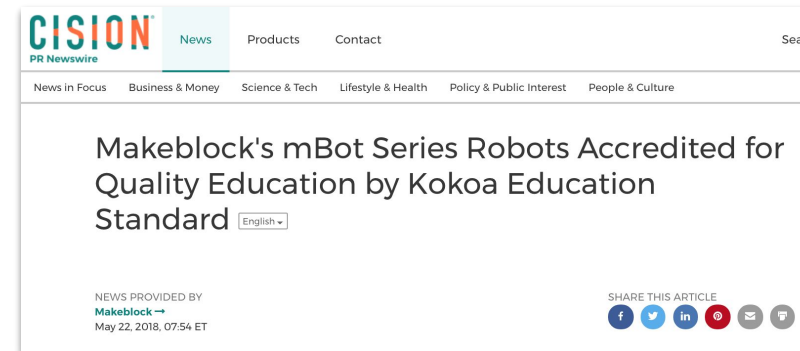 CISION
PR Newswire
News Products Contact
News in Focus Business & Money Science & Tech Lifestyle & Health Policy & Public Interest People & Culture
Makeblock's mBot Series Robots Accredited for
Quality Education by Kokoa Education
Standard English
NEWS PROVIDED BY
Makeblock →
May 22, 2018, 07:54 ET
SHARE THIS ARTICLE